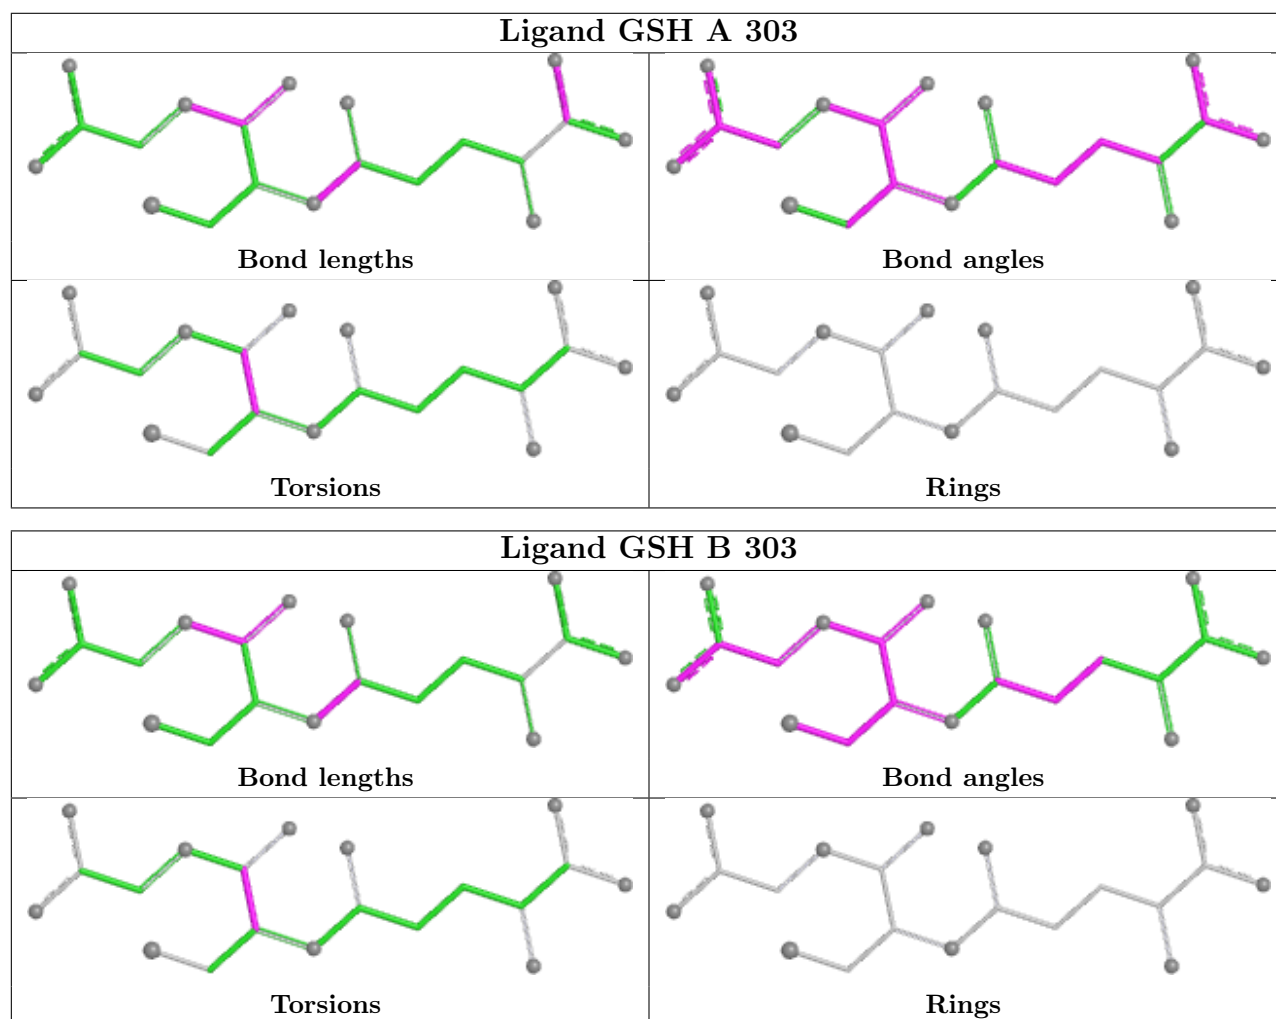 Ligand GSH A 303
Bond lengths
Bond angles
Torsions
Rings
Ligand GSH B 303
Bond lengths
Bond angles
Torsions
Rings